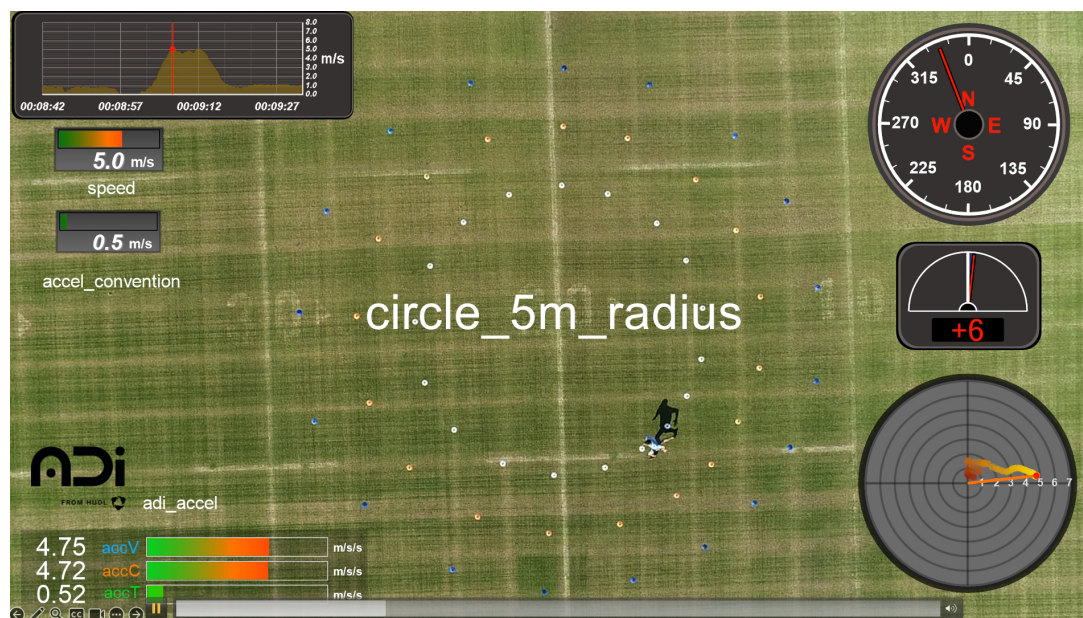 8.0
7.0
6.0
5.0
4.0
3.0
2.0
1.0
0.0
m/s
00:08:42 00:08:57 00:09:12 00:09:27
5.0 m/s
speed
0.5 m/s
accel_convention
circle_5m_radius
0
45
90
135
180
225
270
315
N
E
S
W
+6
1 2 3 4 5 6 7
ADi
FROM HUDL
adi_accel
4.75 accV m/s/s
4.72 accC m/s/s
0.52 accT m/s/s
CC